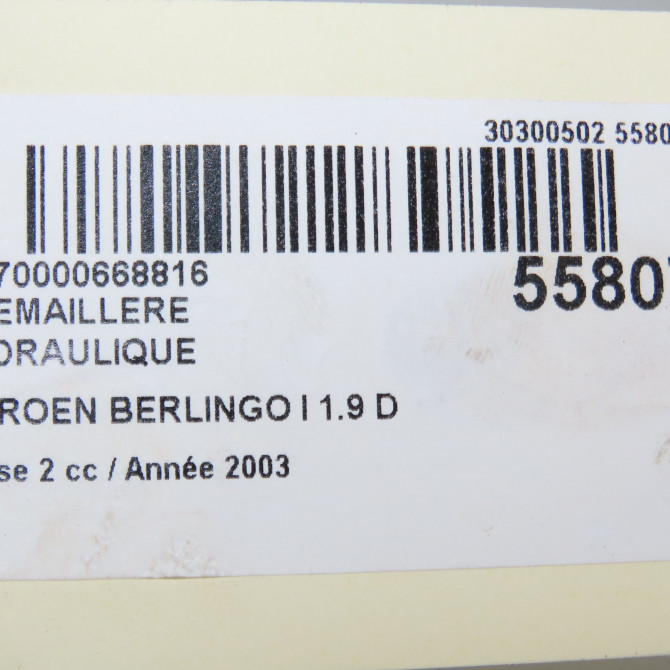 30300502 5580
70000668816
5580
EMAILLERE
DRAULIQUE
ROEN BERLINGO I 1.9 D
se 2 cc / Année 2003